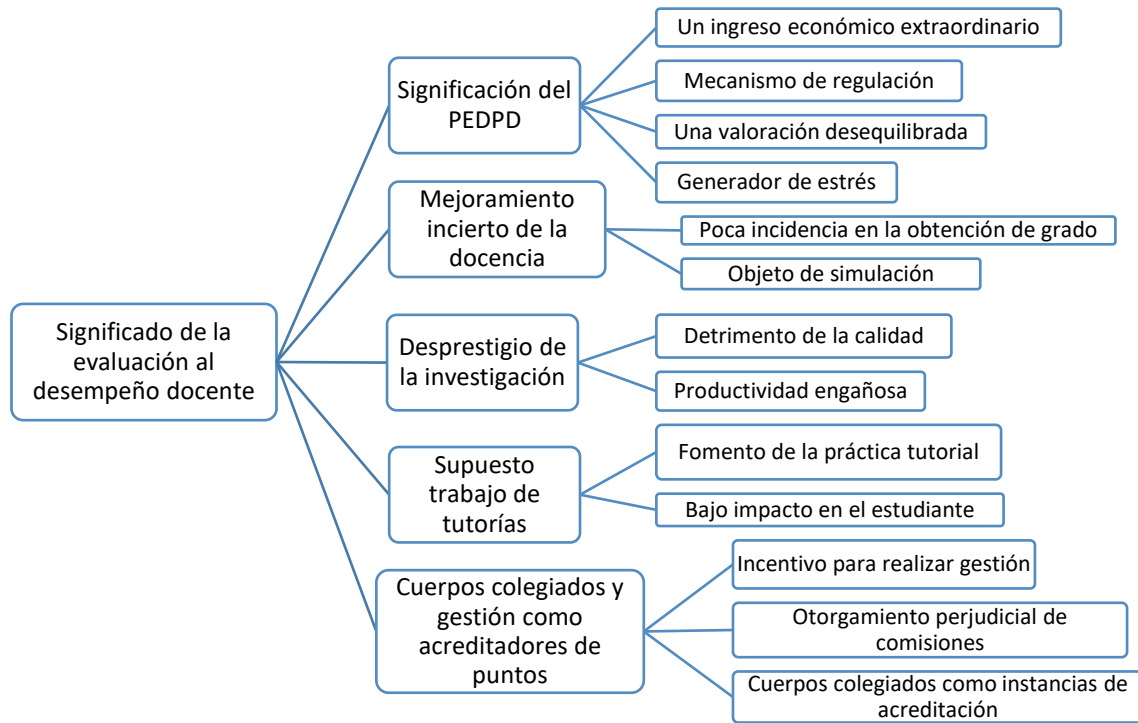 Significado de la
evaluación al
desempeño docente
Significación del
PEDPD
Un ingreso económico extraordinario
Mecanismo de regulación
Una valoración desequilibrada
Generador de estrés
Mejoramiento
incierto de la
docencia
Poca incidencia en la obtención de grado
Objeto de simulación
Desprestigio de
la investigación
Detrimento de la calidad
Productividad engañosa
Supuesto
trabajo de
tutorías
Fomento de la práctica tutorial
Bajo impacto en el estudiante
Cuerpos colegiados y
gestión como
acreditadores de
puntos
Incentivo para realizar gestión
Otorgamiento perjudicial de
comisiones
Cuerpos colegiados como instancias de
acreditación